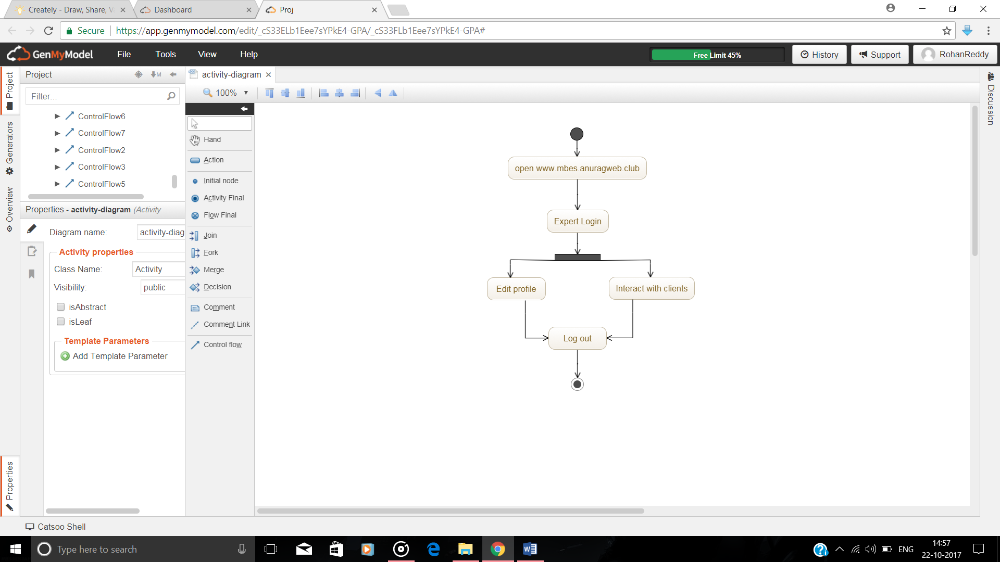 Creately - Draw, Share, V
Dashboard
Proj
Secure
https://app.genmymodel.com/edit/_cS33ELb1Eee7sYPkE4-GPA/_cS33FLb1Eee7sYPkE4-GPA#
GenMyModel
File
Tools
View
Help
Free Limit 45%
History
Support
RohanReddy
Project
Generators
Overview
Properties
Project
M
Filter...
ControlFlow6
ControlFlow7
ControlFlow2
ControlFlow3
ControlFlow5
Properties - activity-diagram (Activity
Diagram name:
activity-diag
Activity properties
Class Name:
Activity
Visibility:
public
isAbstract
isLeaf
Template Parameters
Add Template Parameter
activity-diagram
100%
Hand
Action
Initial node
Activity Final
Flow Final
Join
Fork
Merge
Decision
Comment
Comment Link
Control flow
open www.mbes.anuragweb.club
Expert Login
Edit profile
Interact with clients
Log out
Discussion
Catsoo Shell
Type here to search
ENG
14:57
22-10-2017